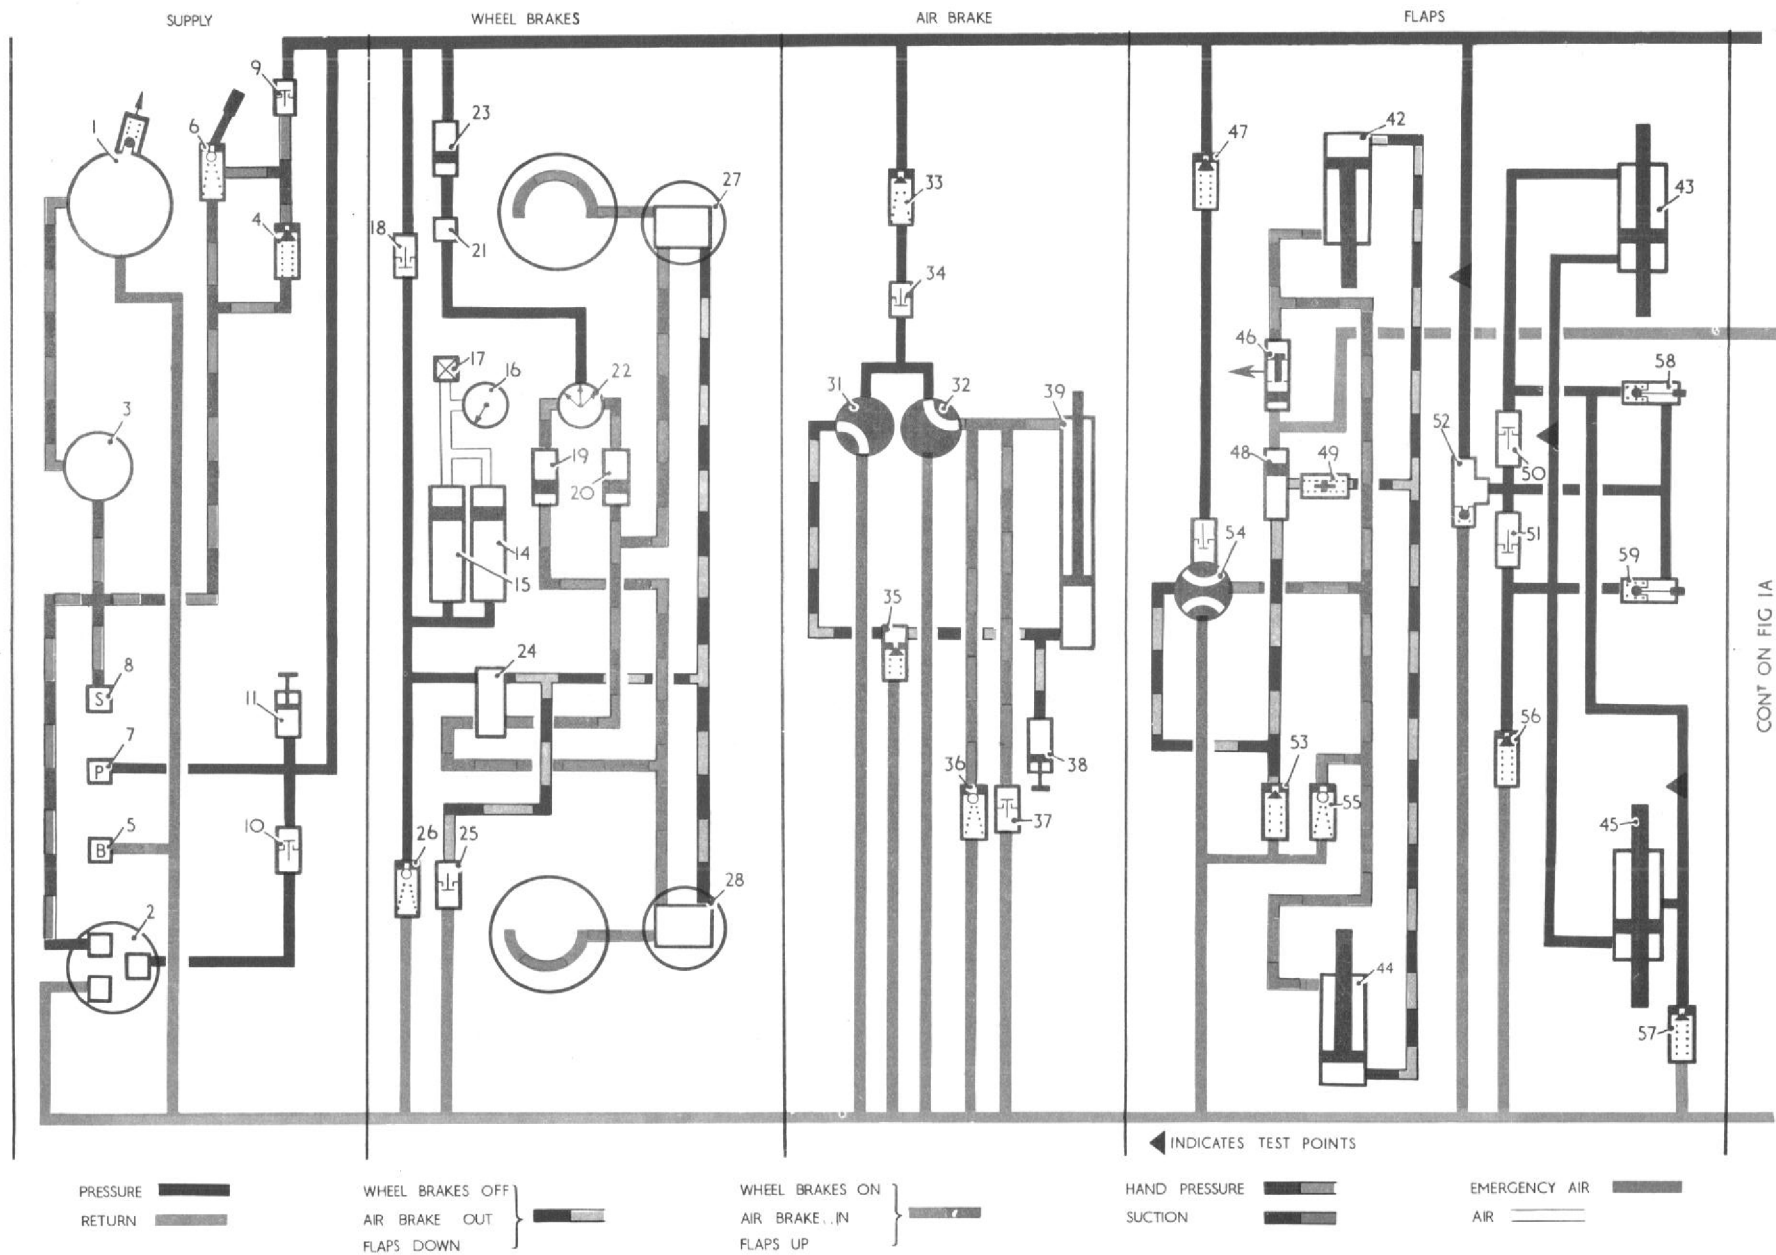 SUPPLY
WHEEL BRAKES
AIR BRAKE
FLAPS
9
1
6
4
3
8
S
7
P
5
B
11
10
2
23
18
21
27
17
16
22
19
20
14
15
24
26
25
28
33
34
31
32
39
35
36
37
38
47
42
43
46
48
49
52
50
51
58
59
54
53
55
56
45
44
57
CONT ON FIG 1A
INDICATES TEST POINTS
PRESSURE
RETURN
WHEEL BRAKES OFF
AIR BRAKE OUT
FLAPS DOWN
WHEEL BRAKES ON
AIR BRAKE..IN
FLAPS UP
HAND PRESSURE
SUCTION
EMERGENCY AIR
AIR